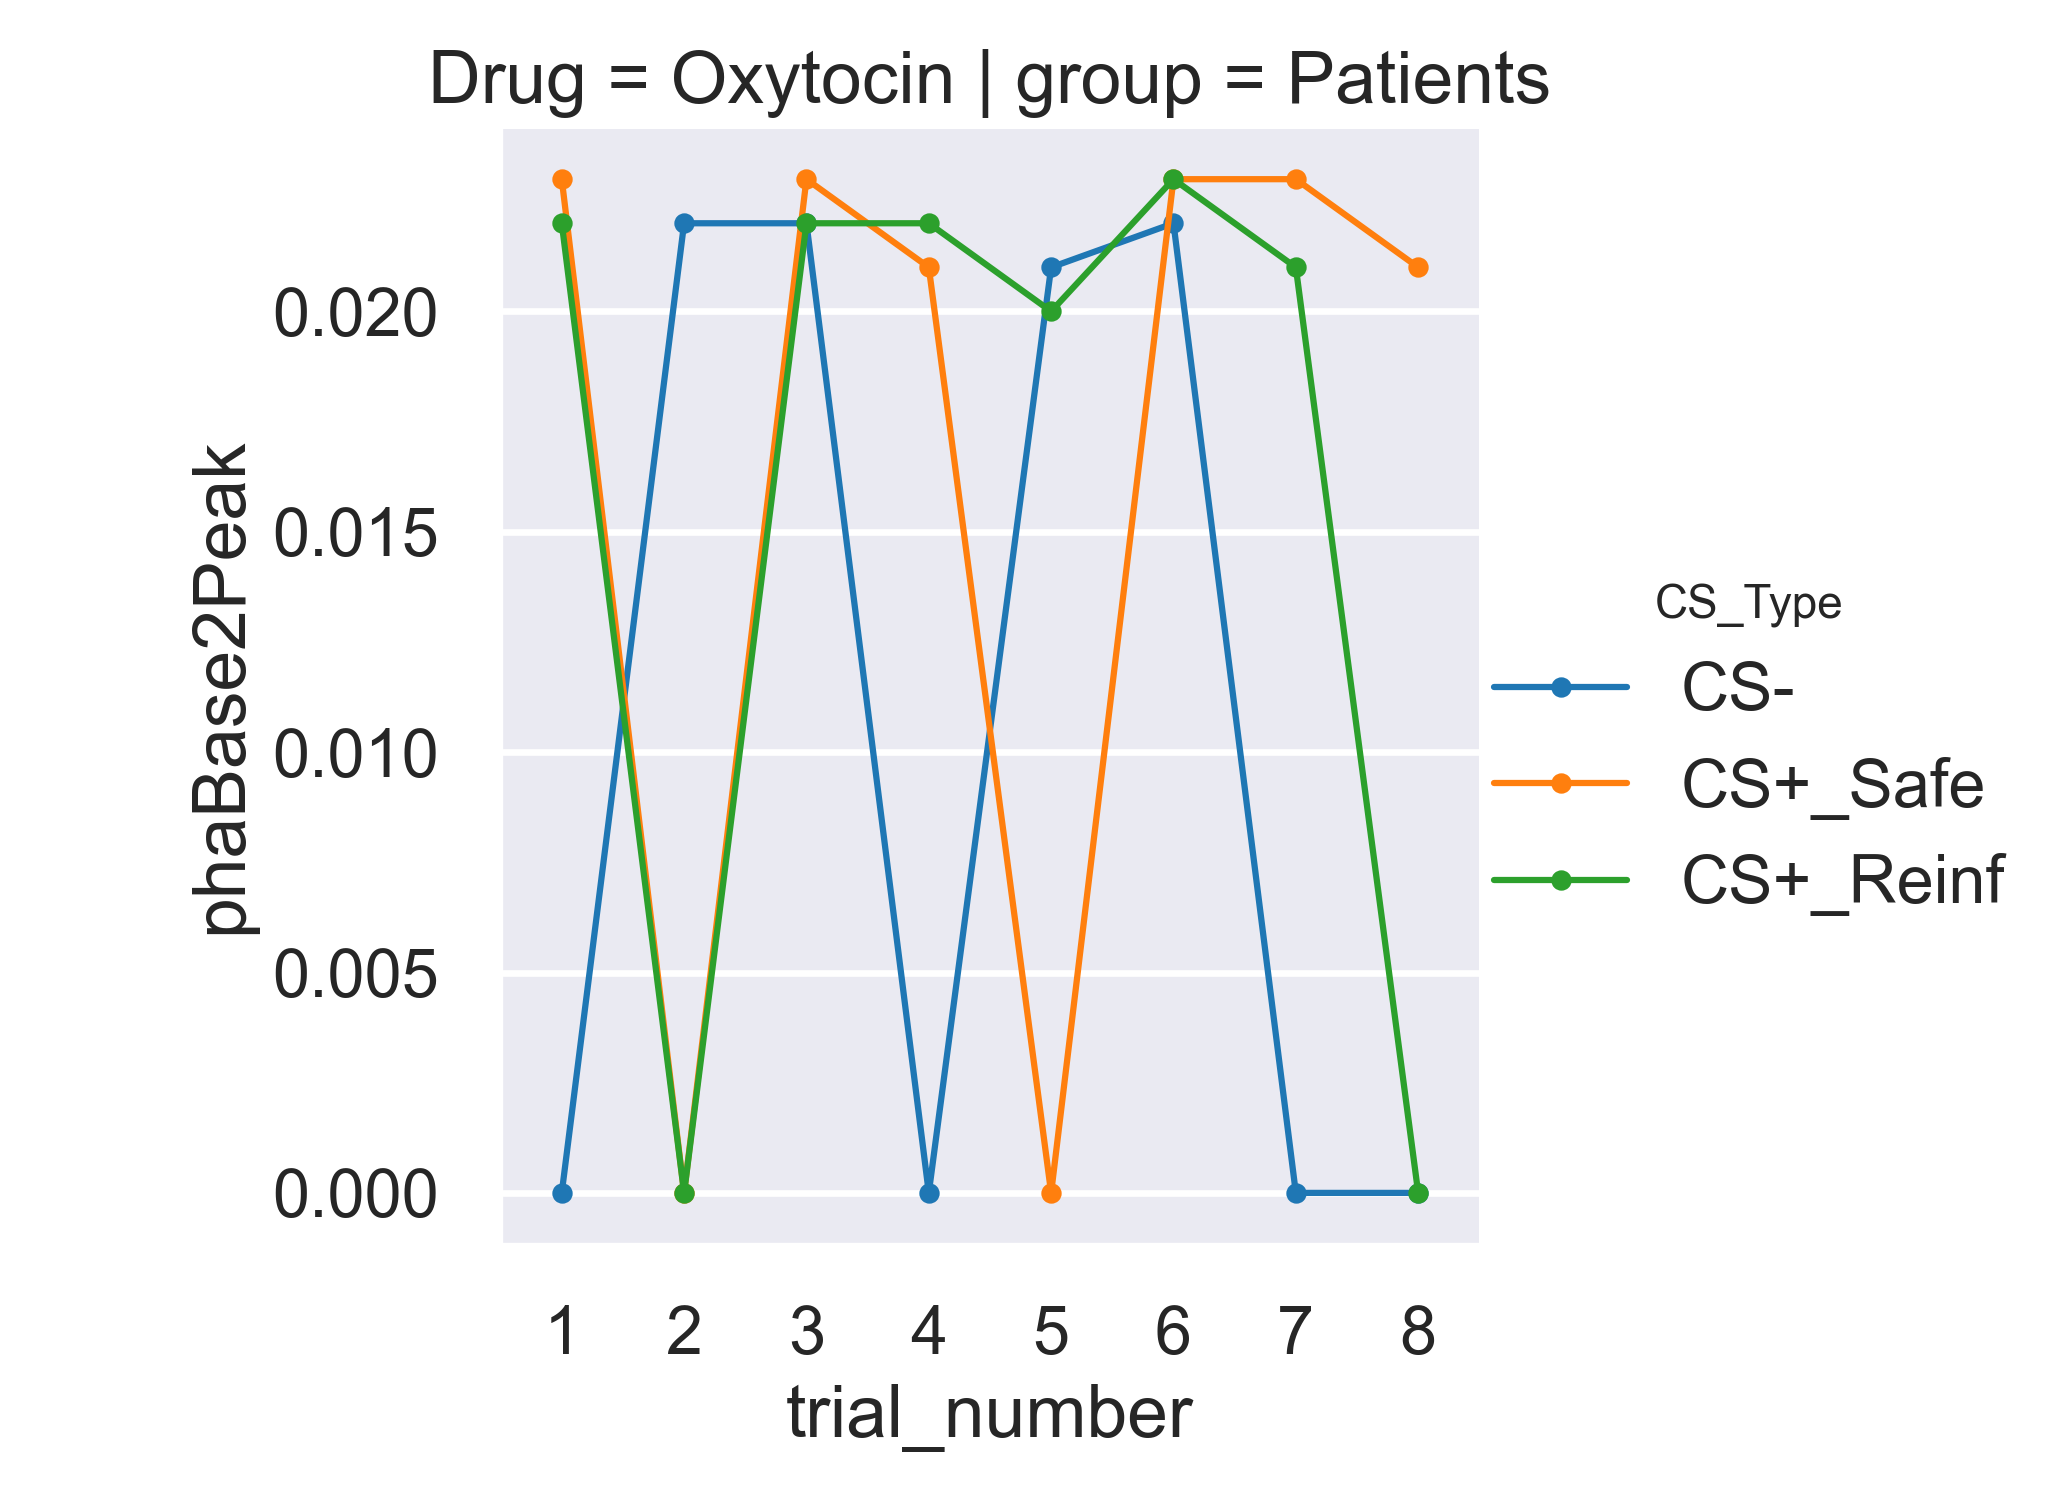 Drug = Oxytocin | group = Patients
phaBase2Peak
0.020
0.015
0.010
0.005
0.000
1 2 3 4 5 6 7 8
trial_number
CS_Type
CS-
CS+_Safe
CS+_Reinf